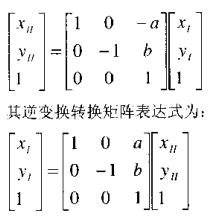 [x_II] [1 0 -a] [x_I]
[y_II] = [0 -1 b] [y_I]
[1] [0 0 1] [1]
其逆变换转换矩阵表达式为:
[x_I] [1 0 a] [x_II]
[y_I] = [0 -1 b] [y_II]
[1] [0 0 1] [1]